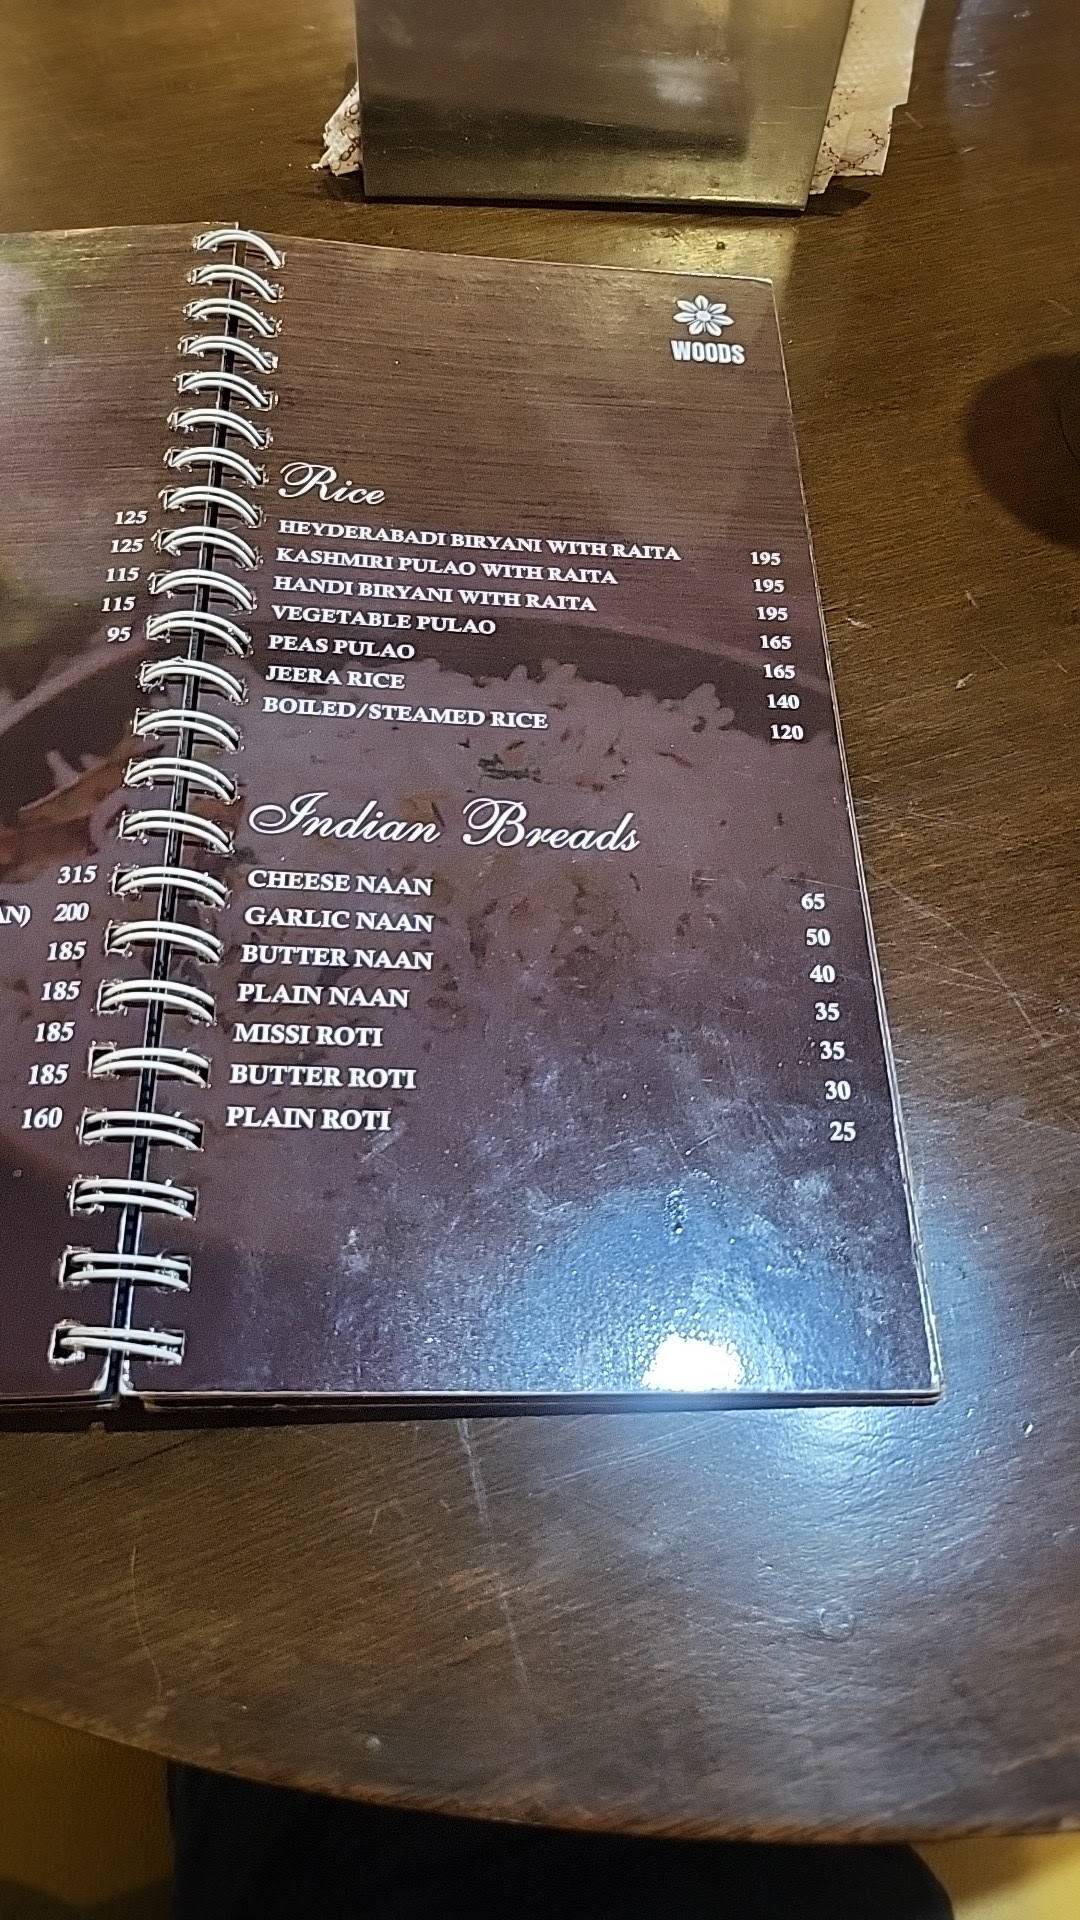 WOODS
125
125
115
115
95
315
AN) 200
185
185
185
185
160
Rice
HEYDERABADI BIRYANI WITH RAITA 195
KASHMIRI PULAO WITH RAITA 195
HANDI BIRYANI WITH RAITA 195
VEGETABLE PULAO 165
PEAS PULAO 165
JEERA RICE 140
BOILED/STEAMED RICE 120
Indian Breads
CHEESE NAAN 65
GARLIC NAAN 50
BUTTER NAAN 40
PLAIN NAAN 35
MISSI ROTI 35
BUTTER ROTI 30
PLAIN ROTI 25